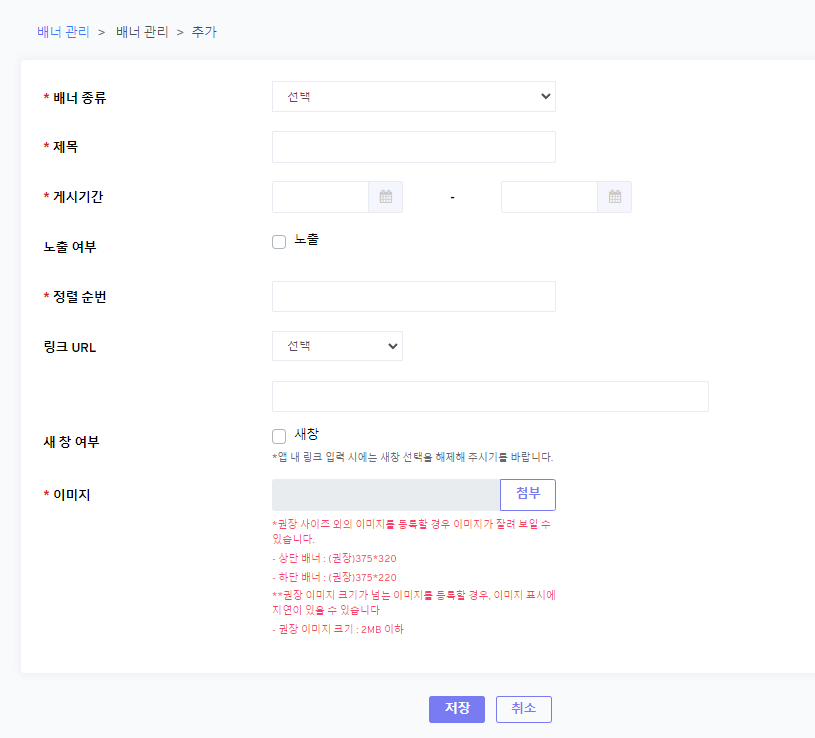 배너 관리 > 배너 관리 > 추가
* 배너 종류 선택
* 제목
* 게시기간 -
노출 여부 노출
* 정렬 순번
링크 URL 선택
새 창 여부 새창
*앱 내 링크 입력 시에는 새창 선택을 해제해 주시기를 바랍니다.
* 이미지 첨부
*권장 사이즈 외의 이미지를 등록할 경우 이미지가 잘려 보일 수
있습니다.
- 상단 배너 : (권장)375*320
- 하단 배너 : (권장)375*220
**권장 이미지 크기가 넘는 이미지를 등록할 경우, 이미지 표시에
지연이 있을 수 있습니다
- 권장 이미지 크기 : 2MB 이하
저장 취소